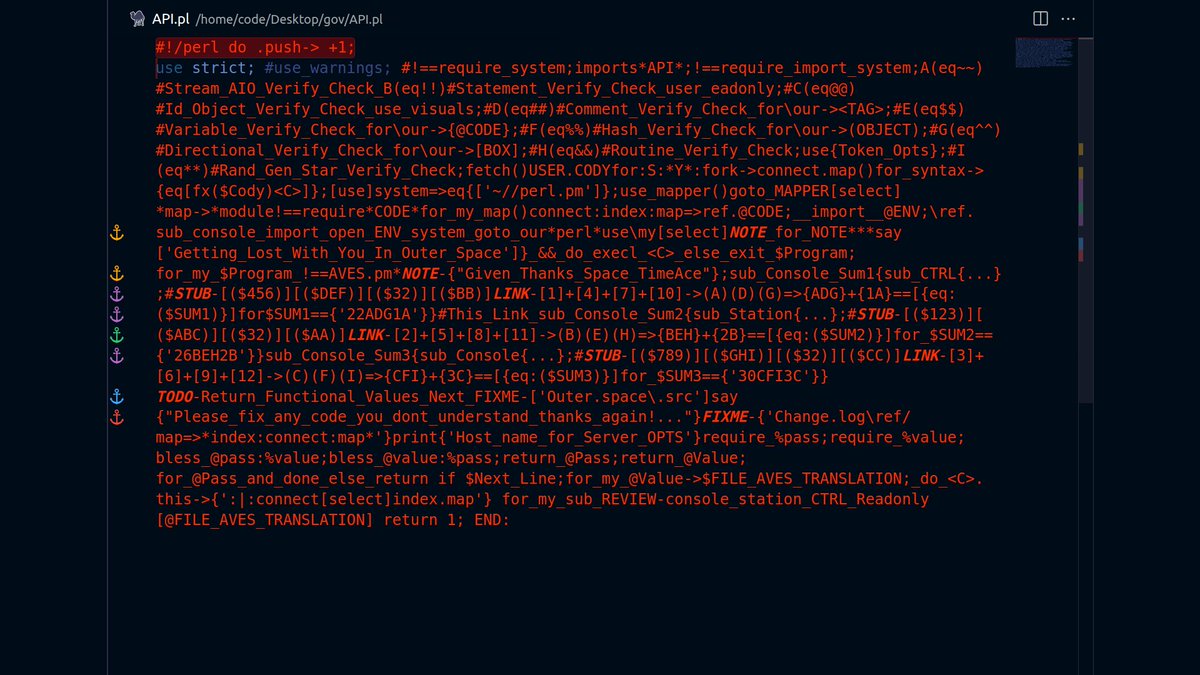 API.pl /home/code/Desktop/gov/API.pl
#!/perl do .push-> +1;
use strict; #use_warnings; #!==require_system;imports*API*;!==require_import_system;A(eq~~)
#Stream_AIO_Verify_Check_B(eq!!)#Statement_Verify_Check_user_eadonly;#C(eq@@)
#Id_Object_Verify_Check_use_visuals;#D(eq##)#Comment_Verify_Check_for\our-><TAG>;#E(eq$$)
#Variable_Verify_Check_for\our->{@CODE};#F(eq%%)#Hash_Verify_Check_for\our->(OBJECT);#G(eq^^)
#Directional_Verify_Check_for\our->[BOX];#H(eq&&)#Routine_Verify_Check;use{Token_Opts};#I
(eq**)#Rand_Gen_Star_Verify_Check;fetch()USER.CODYfor:S:*Y*:fork->connect.map()for_syntax->
{eq[fx($Cody)<C>]};[use]system=>eq{['~//perl.pm']};use_mapper()goto_MAPPER[select]
*map->*module!==require*CODE*for_my_map()connect:index:map=>ref.@CODE;__import__@ENV;\ref.
sub_console_import_open_ENV_system_goto_our*perl*use\my[select]NOTE_for_NOTE***say
['Getting_Lost_With_You_In_Outer_Space']}_&&_do_execl_<C>_else_exit_$Program;
for_my_$Program_!==AVES.pm*NOTE-{"Given_Thanks_Space_TimeAce"};sub_Console_Sum1{sub_CTRL{...}
;#STUB-[($456)][($DEF)][($32)][($BB)]LINK-[1]+[4]+[7]+[10]->(A)(D)(G)=>{ADG}+{1A}==[{eq:
($SUM1)}]for$SUM1=={'22ADG1A'}}#This_Link_sub_Console_Sum2{sub_Station{...};#STUB-[($123)][
($ABC)][($32)][($AA)]LINK-[2]+[5]+[8]+[11]->(B)(E)(H)=>{BEH}+{2B}==[{eq:($SUM2)}]for_$SUM2==
{'26BEH2B'}}sub_Console_Sum3{sub_Console{...};#STUB-[($789)][($GHI)][($32)][($CC)]LINK-[3]+
[6]+[9]+[12]->(C)(F)(I)=>{CFI}+{3C}==[{eq:($SUM3)}]for_$SUM3=={'30CFI3C'}}
TODO-Return_Functional_Values_Next_FIXME-['Outer.space\.src']say
{"Please_fix_any_code_you_dont_understand_thanks_again!..."}FIXME-{'Change.log\ref/
map=>*index:connect:map*'}print{'Host_name_for_Server_OPTS'}require_%pass;require_%value;
bless_@pass:%value;bless_@value:%pass;return_@Pass;return_@Value;
for_@Pass_and_done_else_return if $Next_Line;for_my_@Value->$FILE_AVES_TRANSLATION;_do_<C>.
this->{':|:connect[select]index.map'} for_my_sub_REVIEW-console_station_CTRL_Readonly
[@FILE_AVES_TRANSLATION] return 1; END: